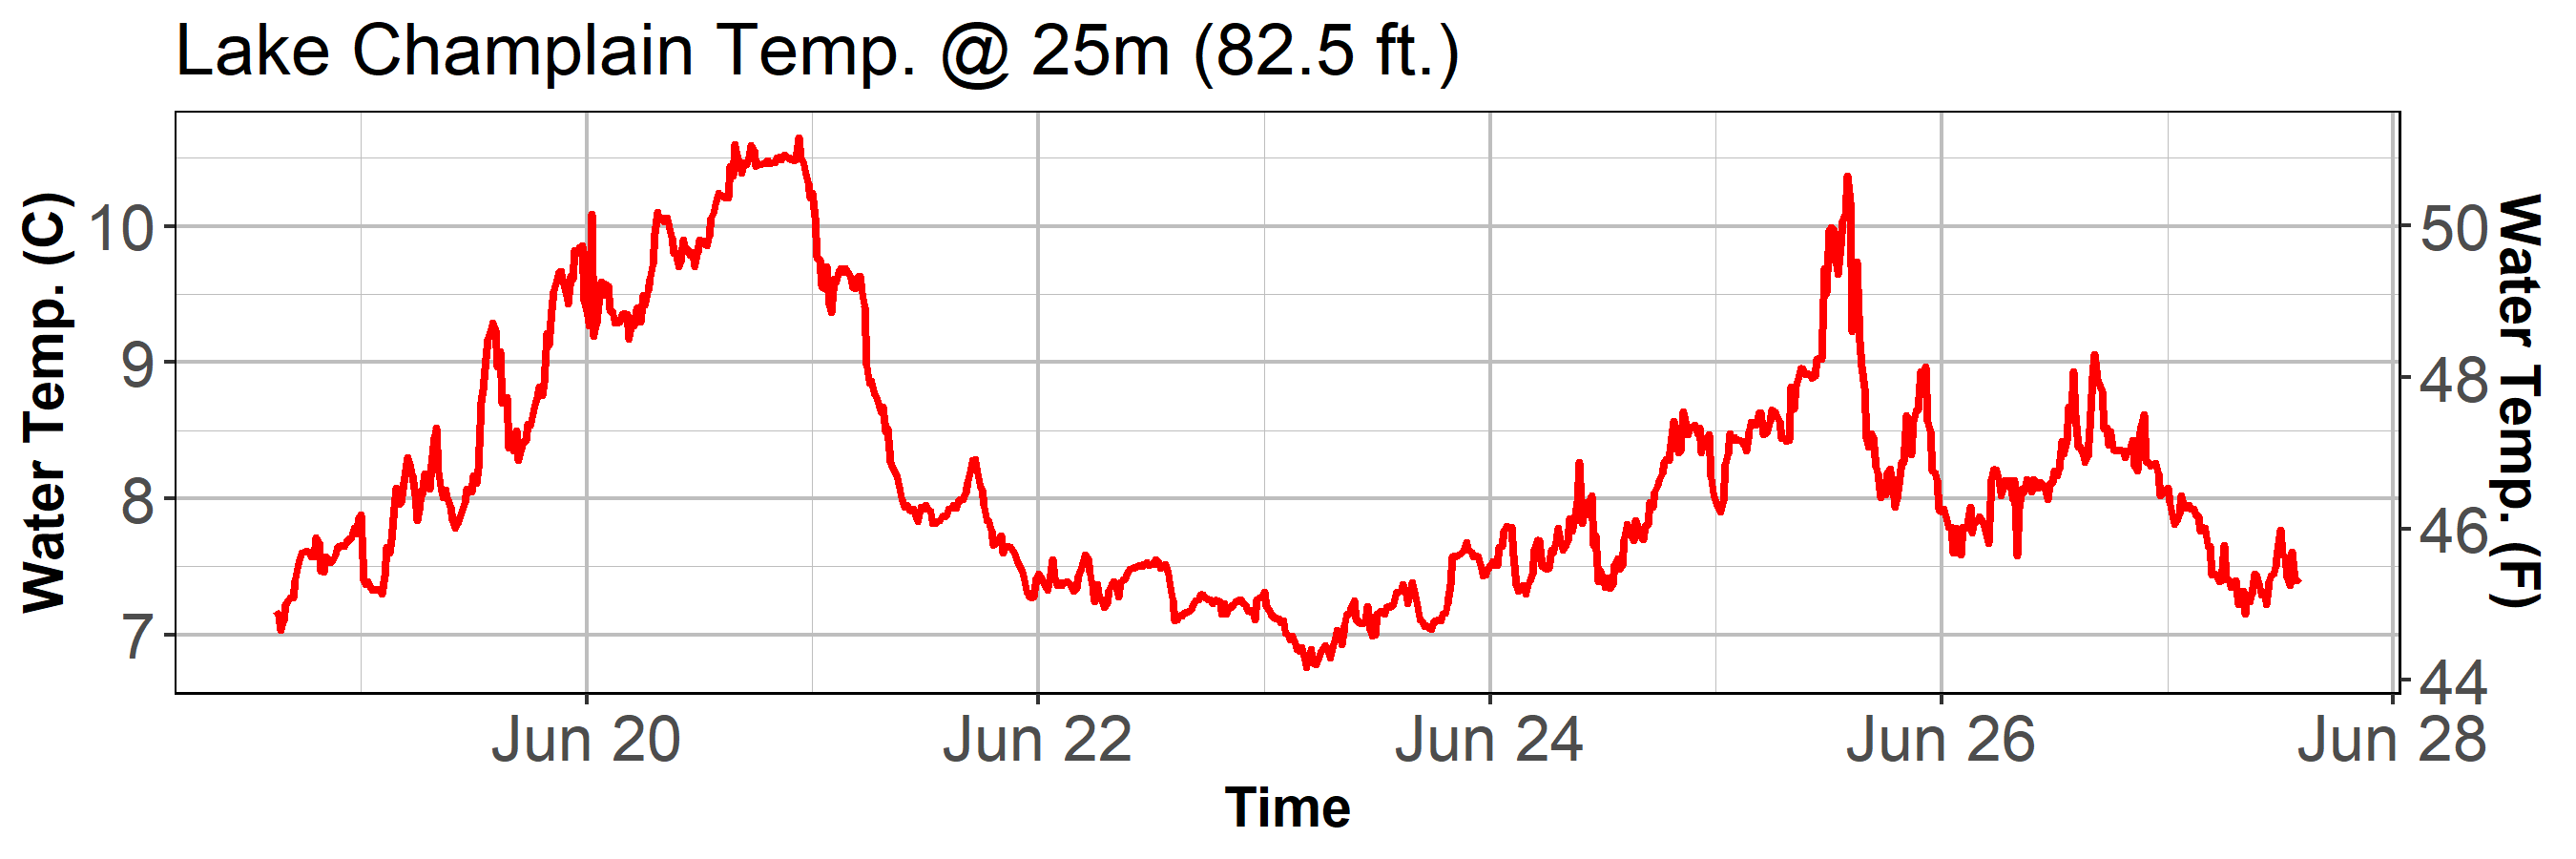 Lake Champlain Temp. @ 25m (82.5 ft.)
Water Temp. (C)
10
9
8
7
50
48
46
44
Water Temp. (F)
Jun 20 Jun 22 Jun 24 Jun 26 Jun 28
Time